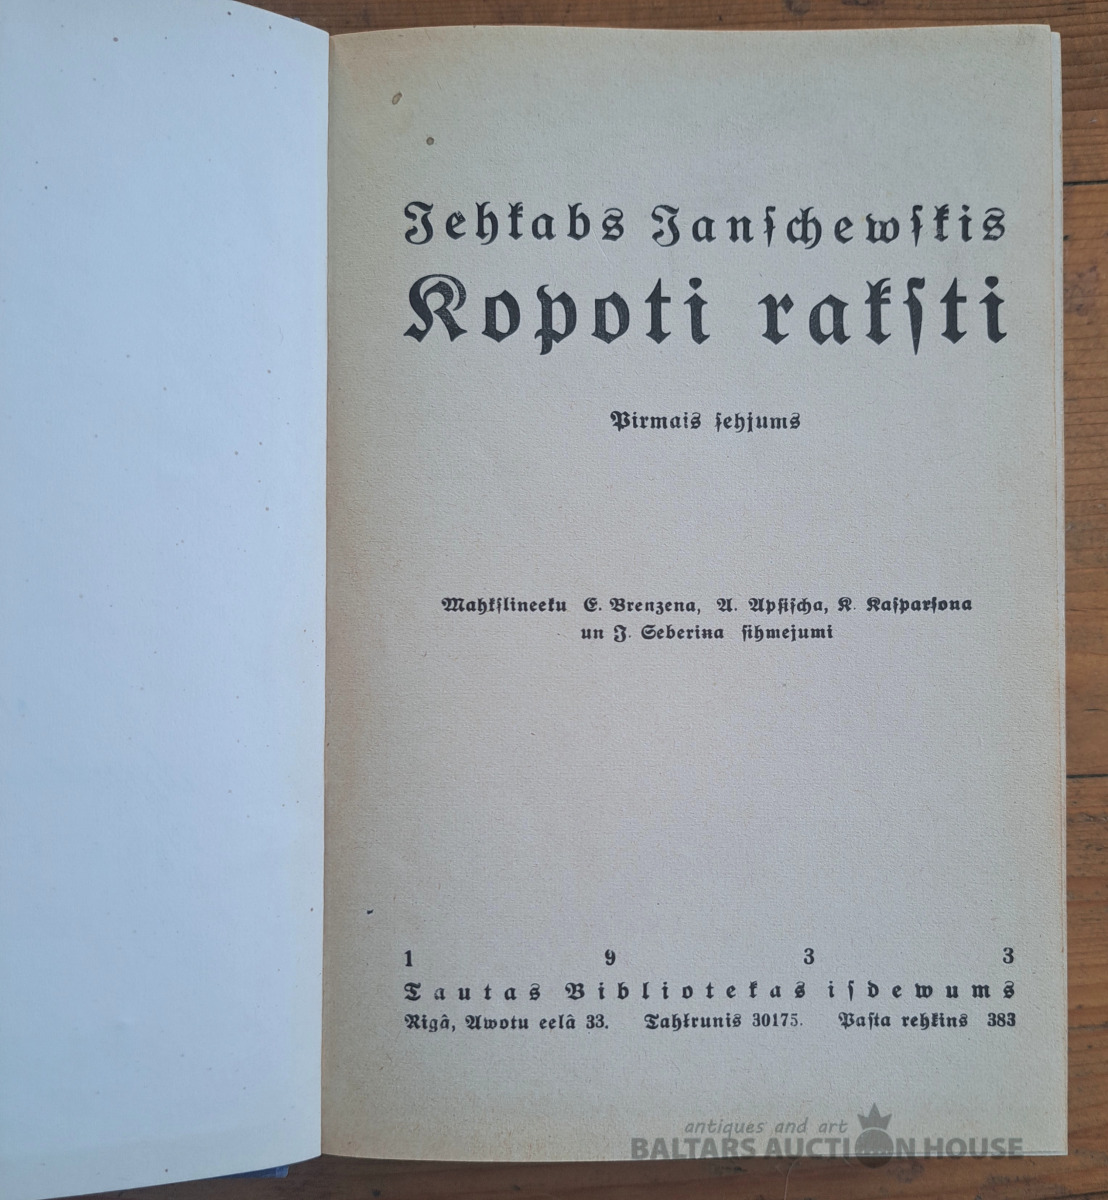 Jehkabs Janſchewſkis
Kopoti rakſti
Pirmais ſehjums
Mahkſlineeku E. Brenzena, A. Apſiſcha, K. Kaſparſona
un J. Seberina ſihmejumi
1 9 3 3
Tautas Bibliotekas iſdewums
Rigâ, Awotu eelâ 33. Tahlrunis 30175. Paſta rehkins 383
antiques and art
BALTARS AUCTION HOUSE